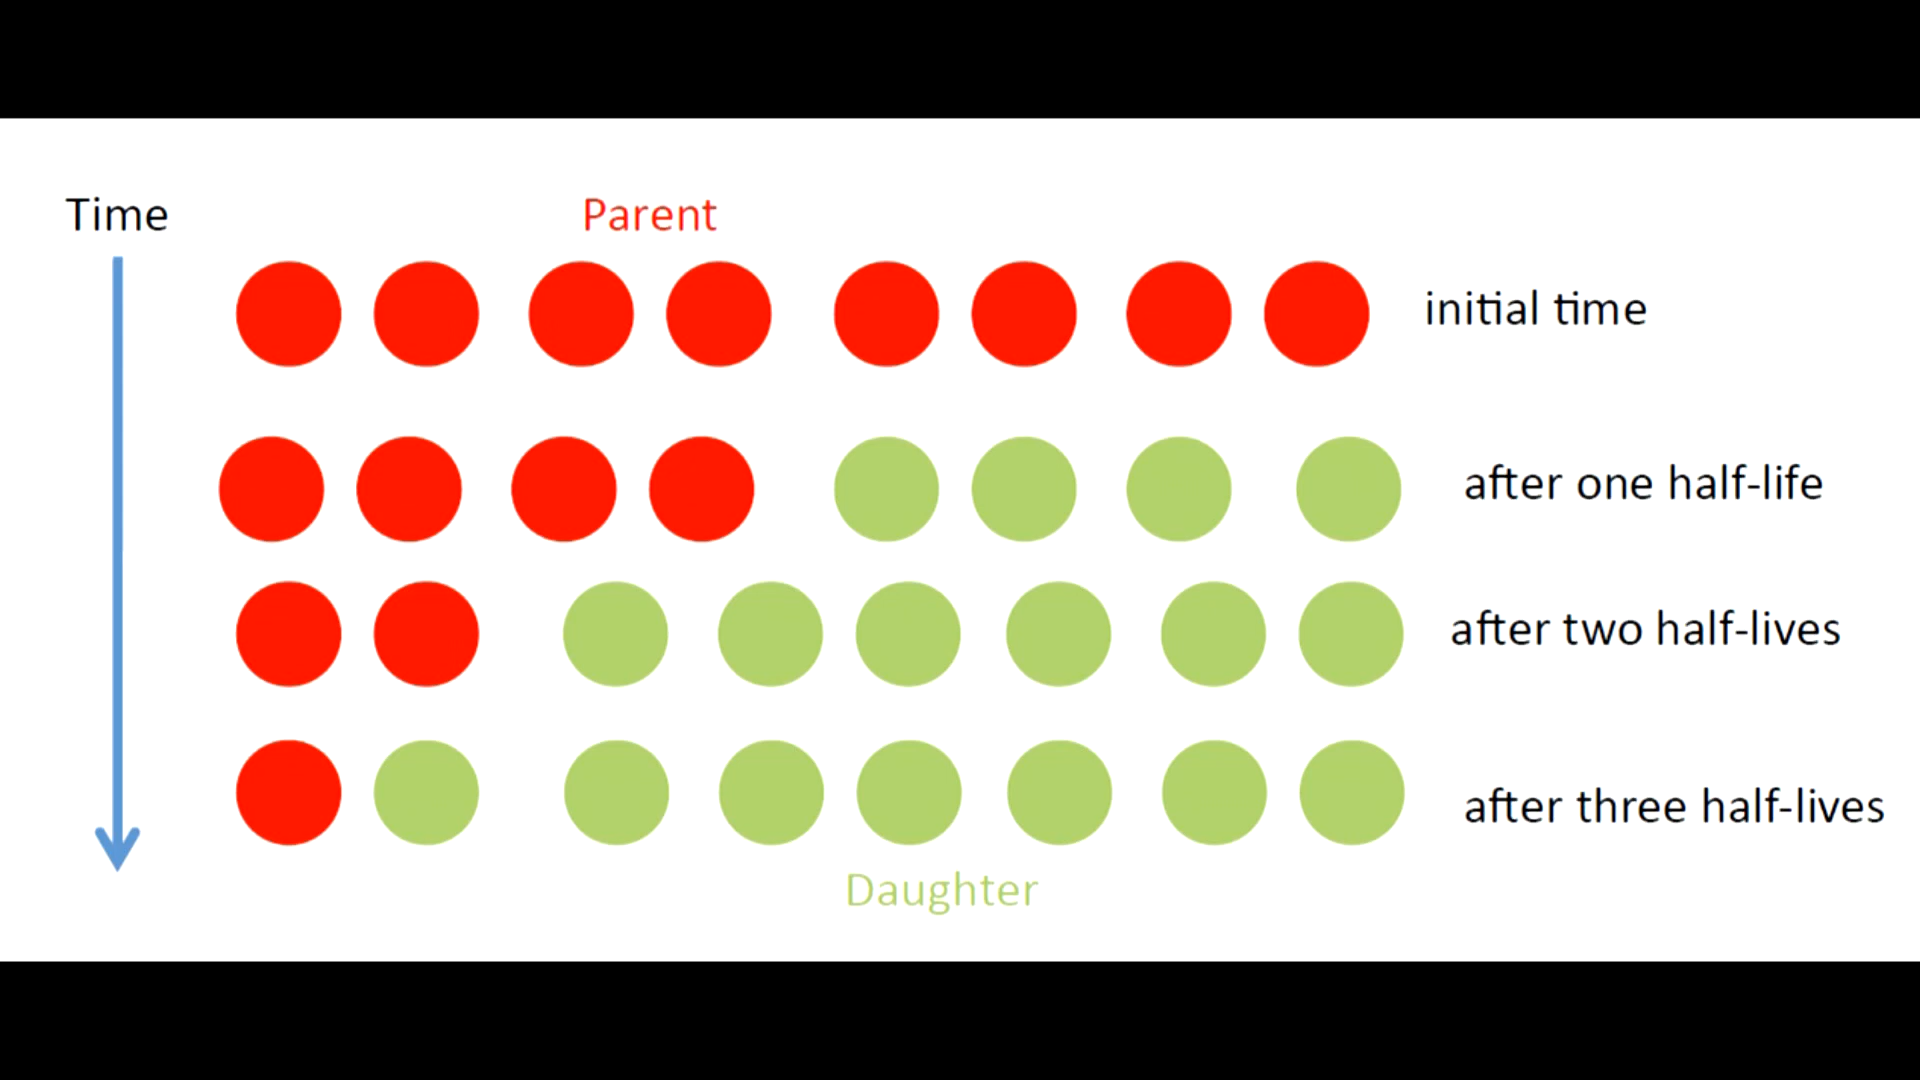 Time
Parent
initial time
after one half-life
after two half-lives
after three half-lives
Daughter